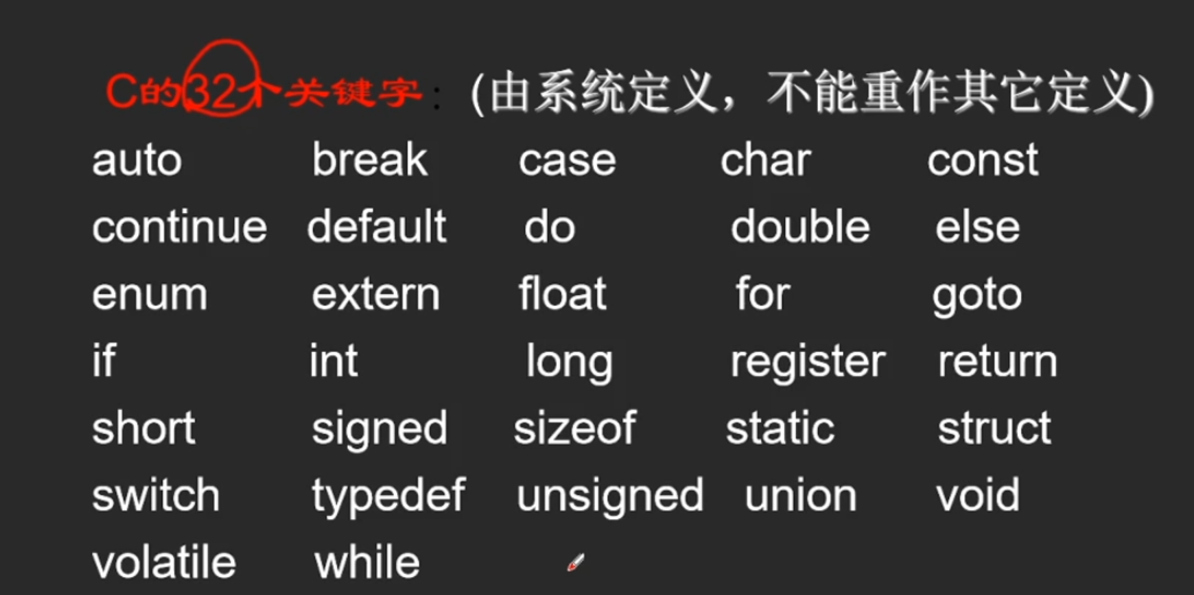 C的32个关键字：(由系统定义，不能重作其它定义)
auto break case char const
continue default do double else
enum extern float for goto
if int long register return
short signed sizeof static struct
switch typedef unsigned union void
volatile while